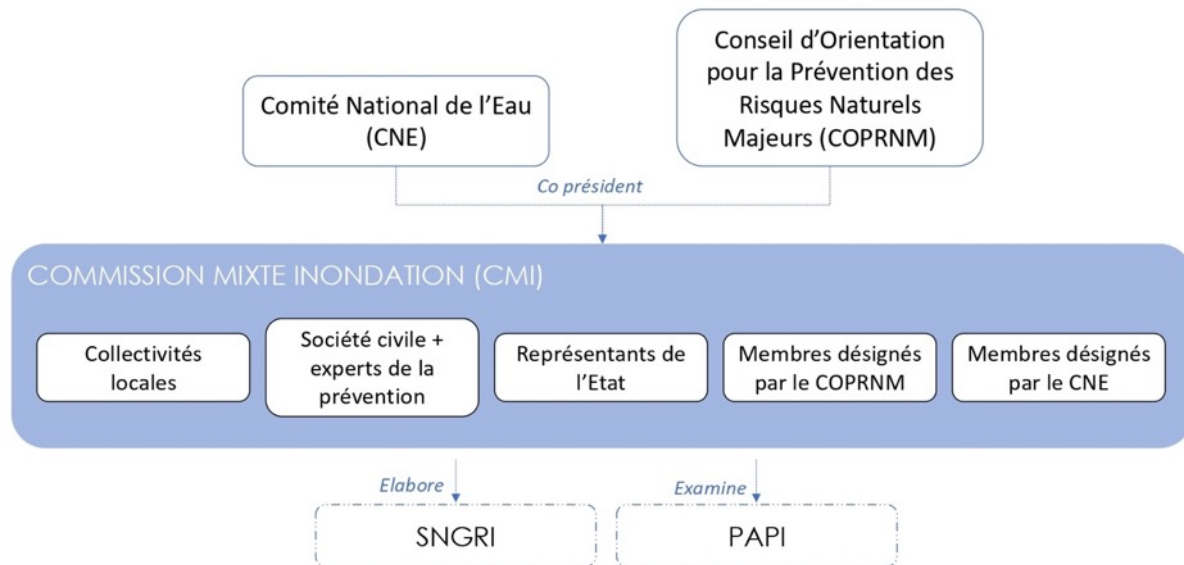 Conseil d’Orientation
pour la Prévention des
Risques Naturels
Majeurs (COPRNM)
Comité National de l’Eau
(CNE)
Co président
COMMISSION MIXTE INONDATION (CMI)
Collectivités
locales
Société civile +
experts de la
prévention
Représentants de
l’Etat
Membres désignés
par le COPRNM
Membres désignés
par le CNE
Elabore
Examine
SNGRI
PAPI